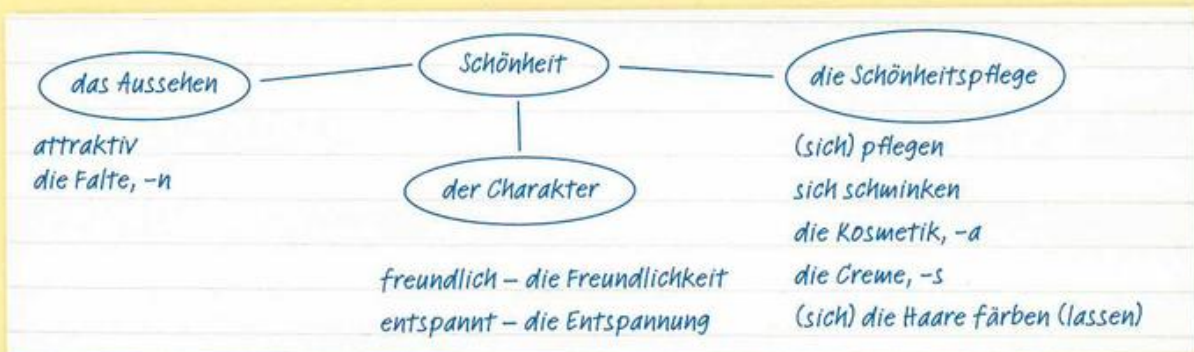 Schönheit
das Aussehen
attraktiv
die Falte, -n
der Charakter
freundlich – die Freundlichkeit
entspannt – die Entspannung
die Schönheitspflege
(sich) pflegen
sich schminken
die Kosmetik, -a
die Creme, -s
(sich) die Haare färben (lassen)